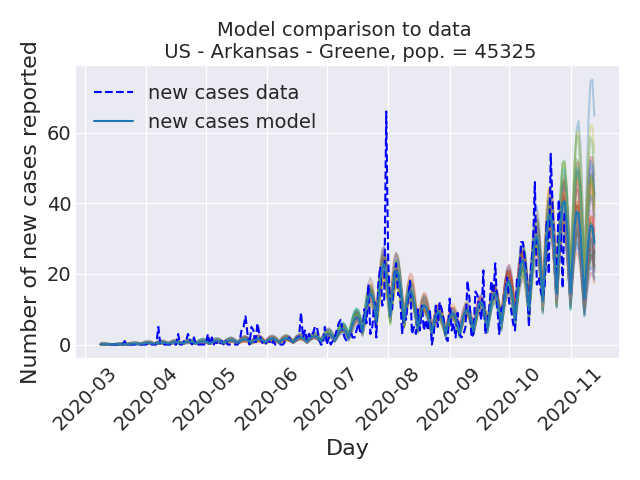 Model comparison to data
US - Arkansas - Greene, pop. = 45325
Number of new cases reported
new cases data
new cases model
60
40
20
0
2020-03
2020-04
2020-05
2020-06
2020-07
2020-08
2020-09
2020-10
2020-11
Day